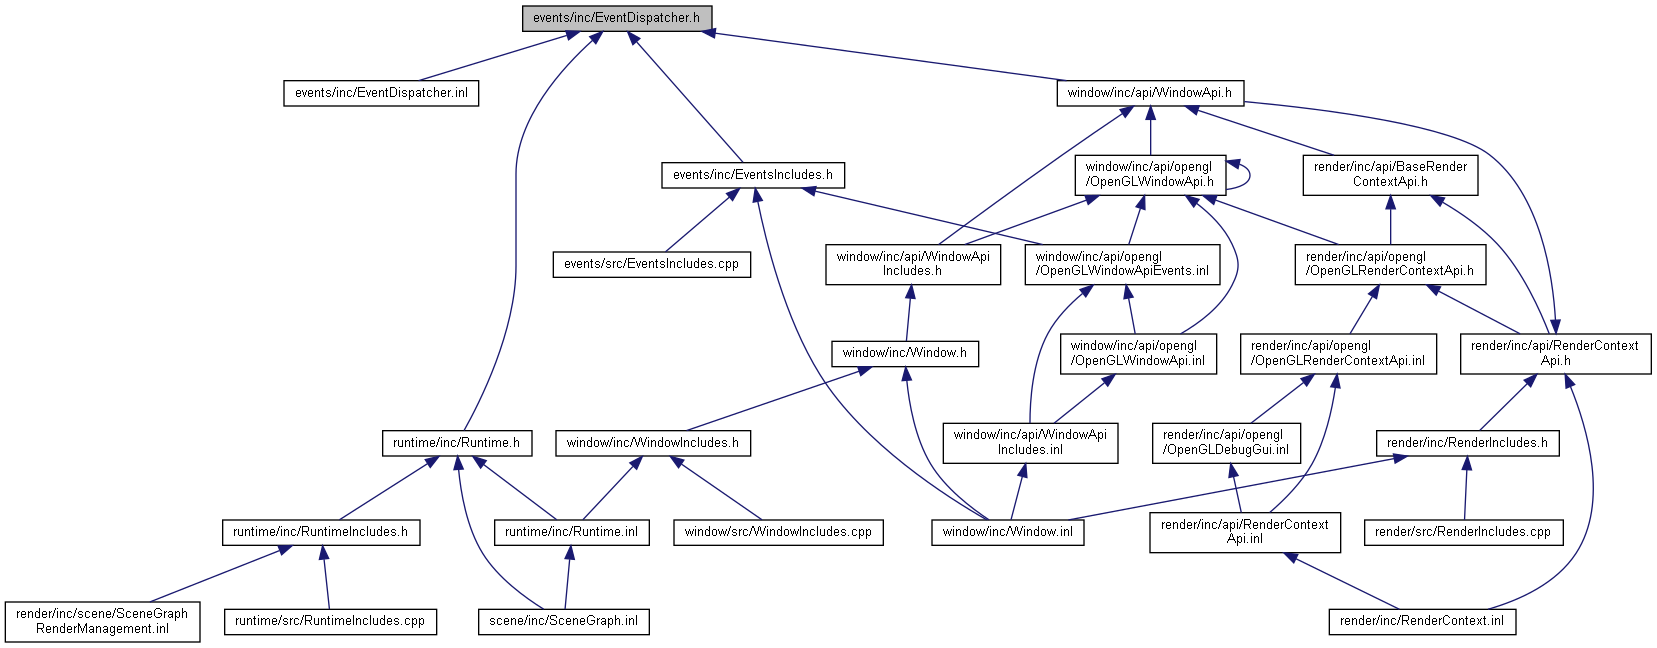 events/inc/EventDispatcher.h
events/inc/EventDispatcher.inl
window/inc/api/WindowApi.h
events/inc/EventsIncludes.h
window/inc/api/opengl
/OpenGLWindowApi.h
render/inc/api/BaseRender
ContextApi.h
events/src/EventsIncludes.cpp
window/inc/api/WindowApi
Includes.h
window/inc/api/opengl
/OpenGLWindowApiEvents.inl
render/inc/api/opengl
/OpenGLRenderContextApi.h
window/inc/Window.h
window/inc/api/opengl
/OpenGLWindowApi.inl
render/inc/api/opengl
/OpenGLRenderContextApi.inl
render/inc/api/RenderContext
Api.h
runtime/inc/Runtime.h
window/inc/WindowIncludes.h
window/inc/api/WindowApi
Includes.inl
render/inc/api/opengl
/OpenGLDebugGui.inl
render/inc/RenderIncludes.h
runtime/inc/RuntimeIncludes.h
runtime/inc/Runtime.inl
window/src/WindowIncludes.cpp
window/inc/Window.inl
render/inc/api/RenderContext
Api.inl
render/src/RenderIncludes.cpp
render/inc/scene/SceneGraph
RenderManagement.inl
runtime/src/RuntimeIncludes.cpp
scene/inc/SceneGraph.inl
render/inc/RenderContext.inl